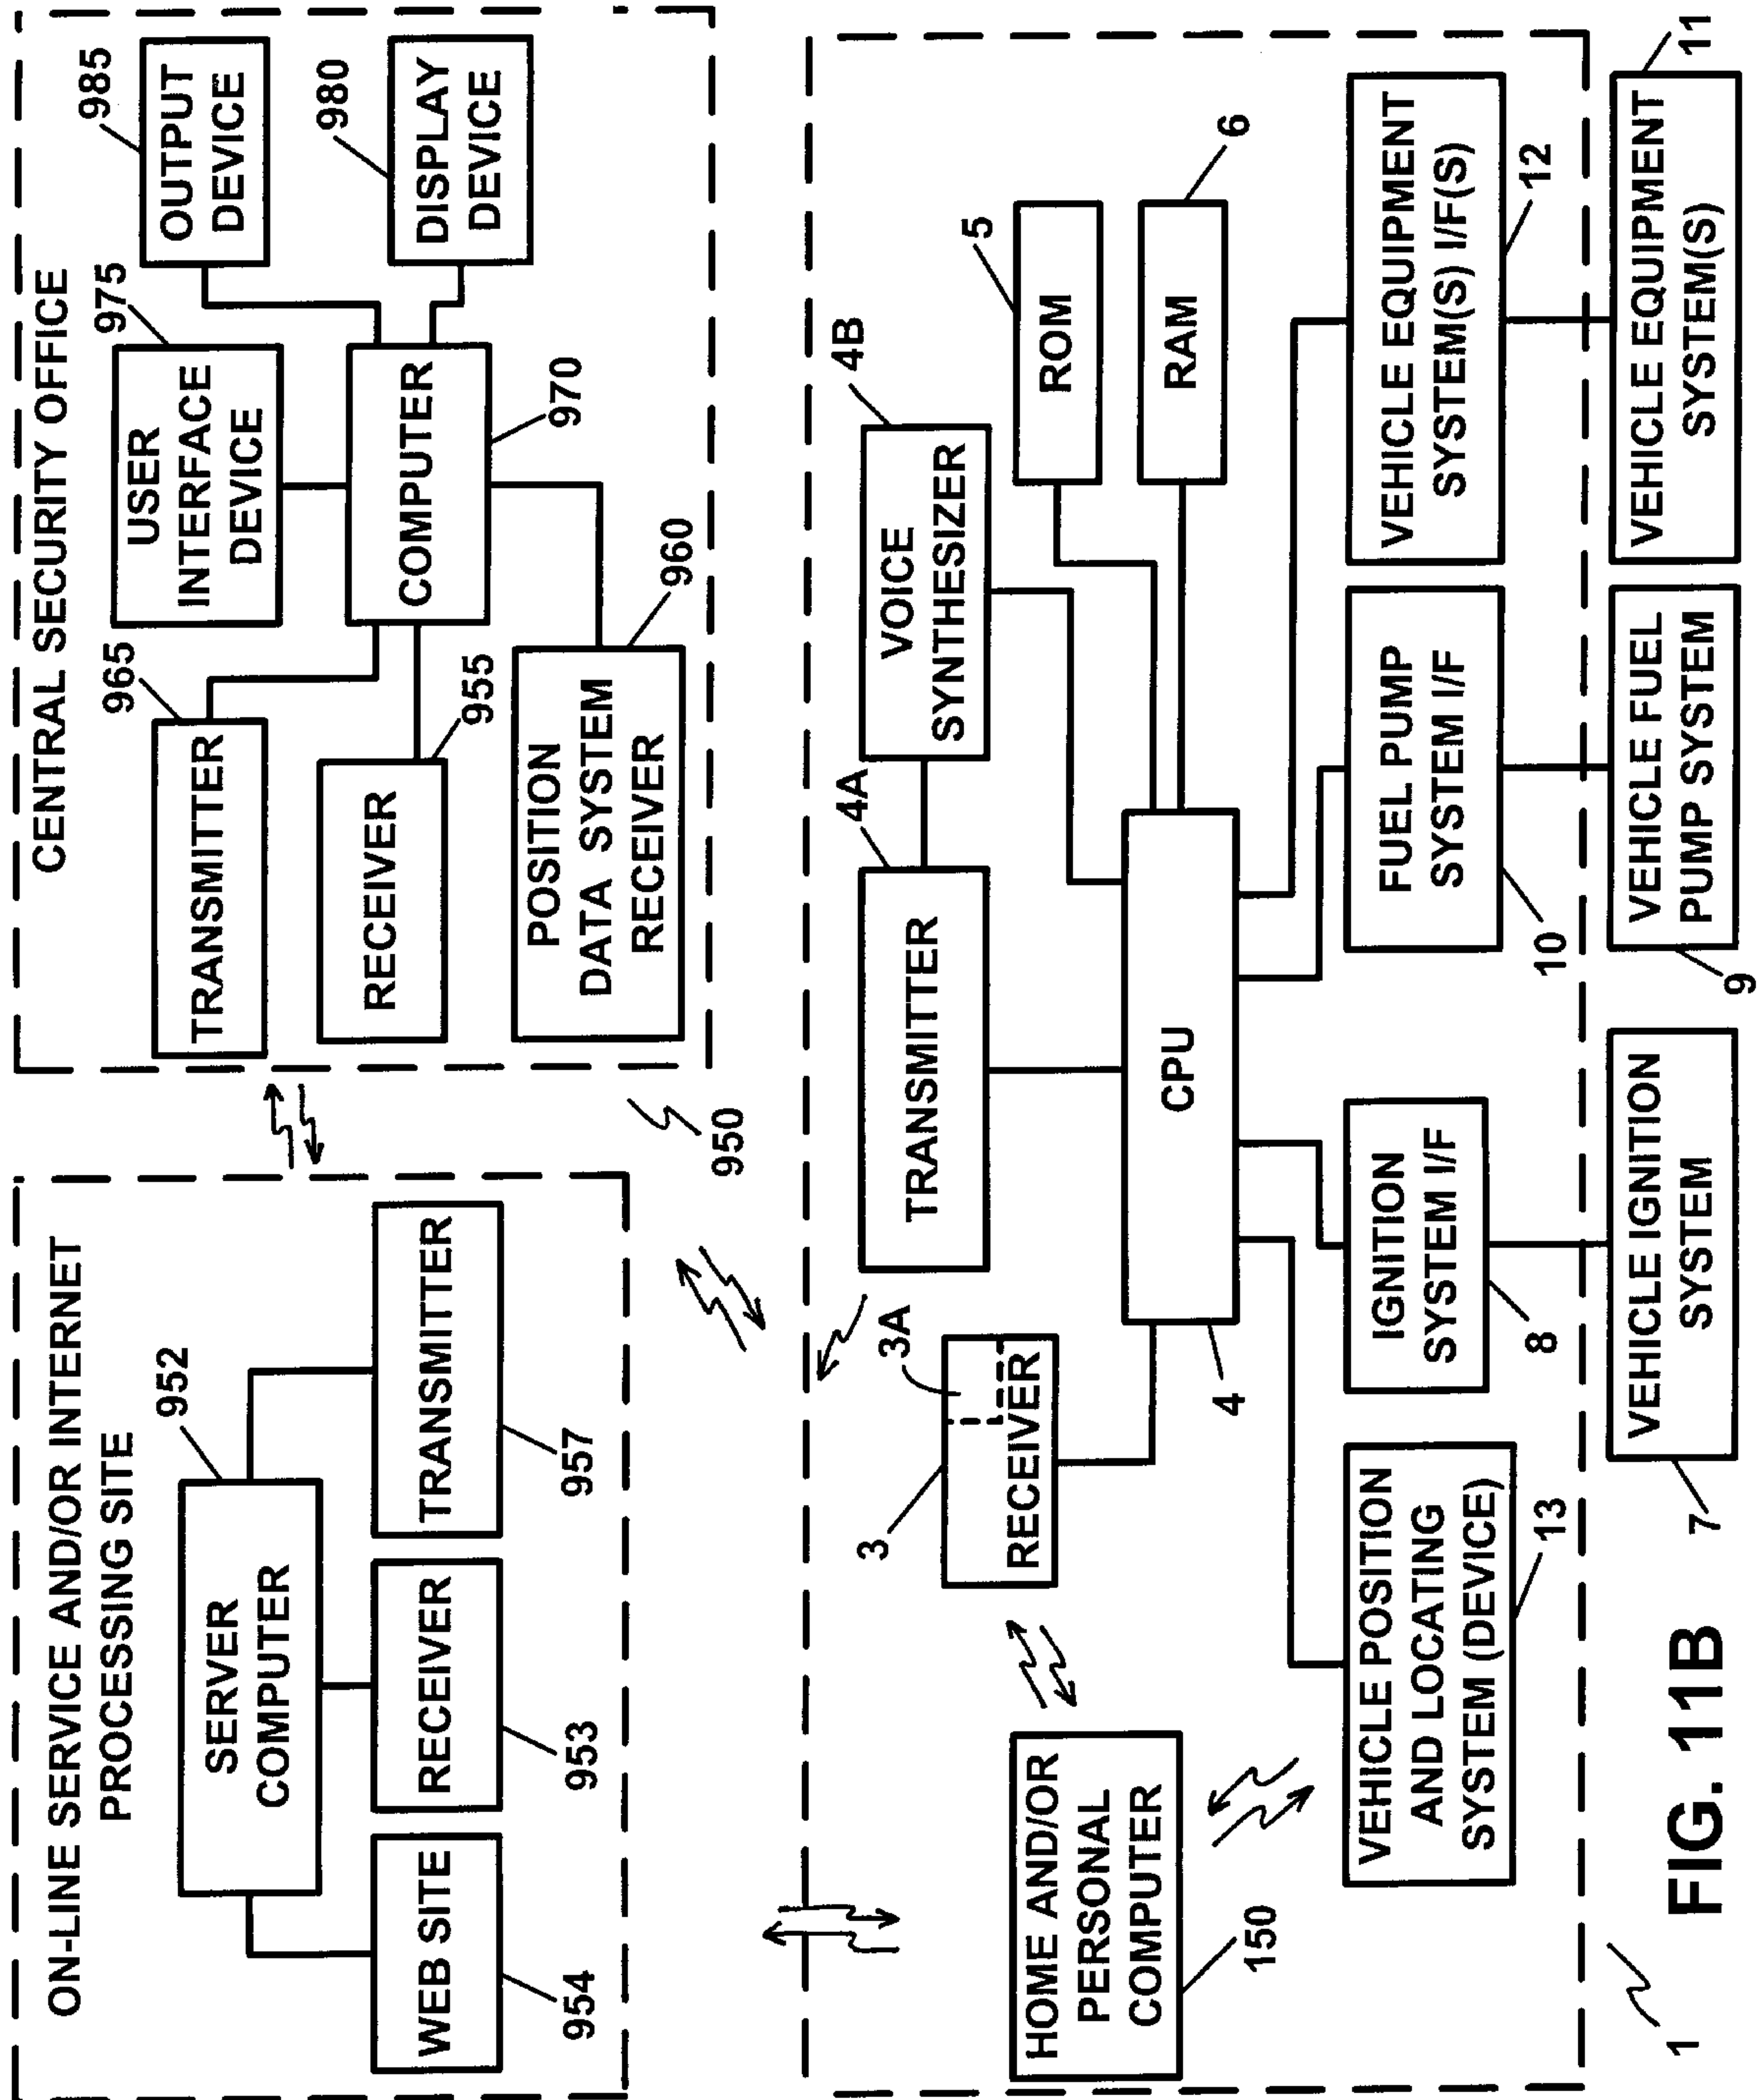 ON-LINE SERVICE AND/OR INTERNET
PROCESSING SITE
952
SERVER
COMPUTER
WEB SITE
954
RECEIVER
953
TRANSMITTER
957
CENTRAL SECURITY OFFICE
965
TRANSMITTER
975
USER
INTERFACE
DEVICE
985
OUTPUT
DEVICE
RECEIVER
955
COMPUTER
970
980
DISPLAY
DEVICE
POSITION
DATA SYSTEM
RECEIVER
960
950
3
3A
RECEIVER
4A
TRANSMITTER
4B
VOICE
SYNTHESIZER
5
ROM
6
RAM
CPU
4
HOME AND/OR
PERSONAL
COMPUTER
150
VEHICLE POSITION
AND LOCATING
SYSTEM (DEVICE)
13
IGNITION
SYSTEM I/F
8
FUEL PUMP
SYSTEM I/F
10
VEHICLE EQUIPMENT
SYSTEM(S) I/F(S)
12
VEHICLE IGNITION
SYSTEM
7
VEHICLE FUEL
PUMP SYSTEM
9
VEHICLE EQUIPMENT
SYSTEM(S)
11
1
FIG. 11B